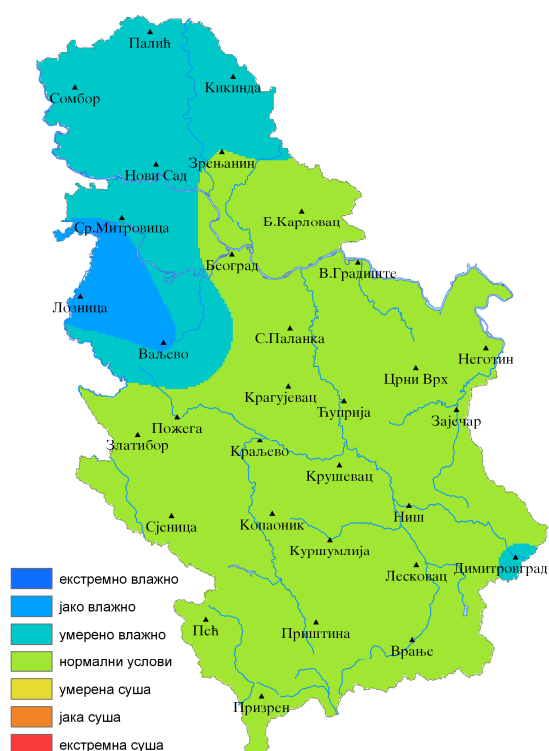 Палић
Сомбор
Кикинда
Зрењанин
Нови Сад
Ср.Митровица
Б.Карловац
Београд
В.Градиште
Лозница
С.Паланка
Ваљево
Неготин
Црни Врх
Крагујевац
Ћуприја
Зајечар
Пожега
Златибор
Краљево
Крушевац
Сјеница
Копаоник
Ниш
Куршумлија
Димитровград
Лесковац
Пећ
Приштина
Врање
Призрен
екстремно влажно
јако влажно
умерено влажно
нормални услови
умерена суша
јака суша
екстремна суша